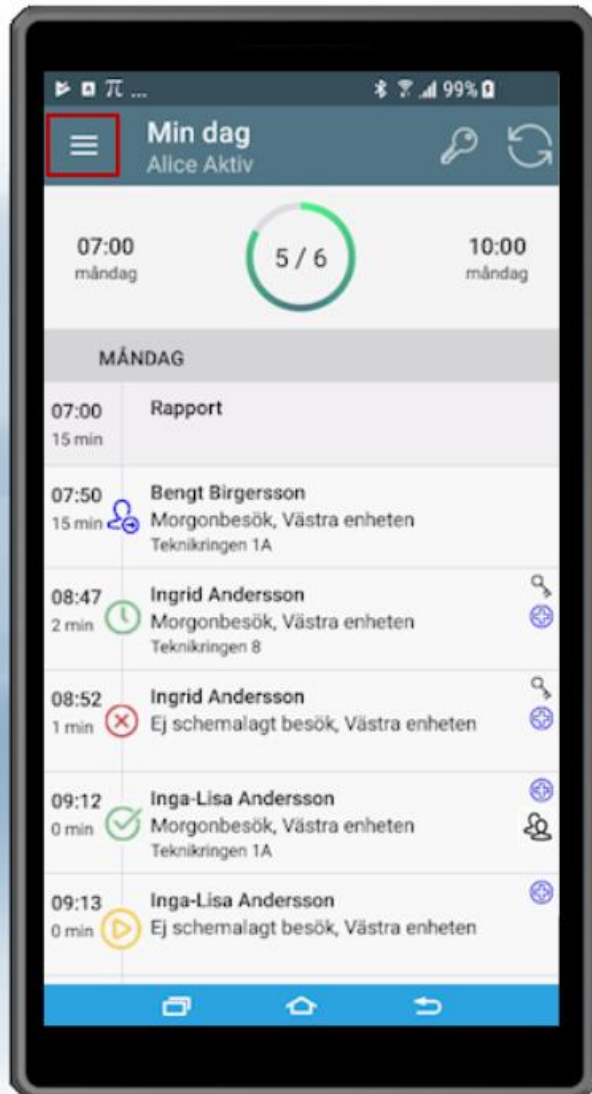 π ... 99%
Min dag
Alice Aktiv
07:00
måndag
5 / 6
10:00
måndag
MÅNDAG
07:00 Rapport
15 min
07:50 Bengt Birgersson
15 min Morgonbesök, Västra enheten
Teknikringen 1A
08:47 Ingrid Andersson
2 min Morgonbesök, Västra enheten
Teknikringen 8
08:52 Ingrid Andersson
1 min Ej schemalagt besök, Västra enheten
09:12 Inga-Lisa Andersson
0 min Morgonbesök, Västra enheten
Teknikringen 1A
09:13 Inga-Lisa Andersson
0 min Ej schemalagt besök, Västra enheten